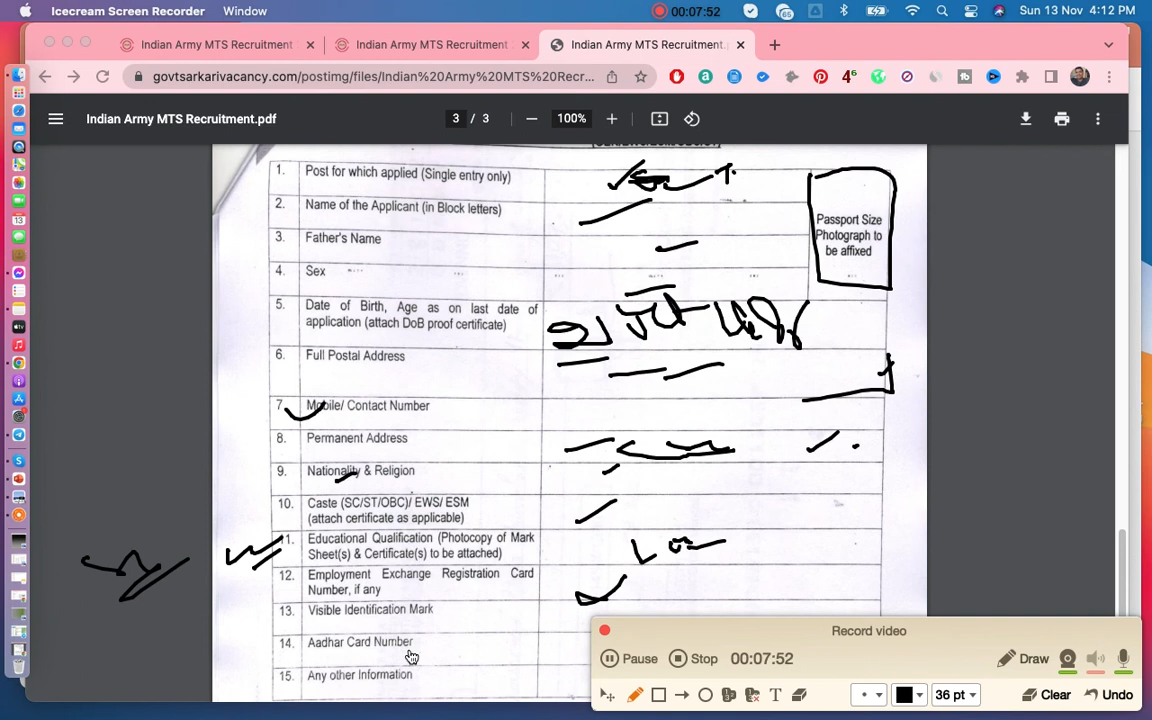 Icecream Screen Recorder Window 00:07:52 Sun 13 Nov 4:12 PM
Indian Army MTS Recruitment Indian Army MTS Recruitment Indian Army MTS Recruitment.p
govtsarkarivacancy.com/postimg/files/Indian%20Army%20MTS%20Recr...
Indian Army MTS Recruitment.pdf 3 / 3 100%
1. Post for which applied (Single entry only)
2. Name of the Applicant (in Block letters)
3. Father's Name
4. Sex
Passport Size
Photograph to
be affixed
5. Date of Birth, Age as on last date of
application (attach DoB proof certificate)
6. Full Postal Address
7. Mobile/ Contact Number
8. Permanent Address
9. Nationality & Religion
10. Caste (SC/ST/OBC)/ EWS/ ESM
(attach certificate as applicable)
11. Educational Qualification (Photocopy of Mark
Sheet(s) & Certificate(s) to be attached)
12. Employment Exchange Registration Card
Number, if any
13. Visible Identification Mark
14. Aadhar Card Number
15. Any other Information
Record video
Pause Stop 00:07:52 Draw
T 36 pt Clear Undo